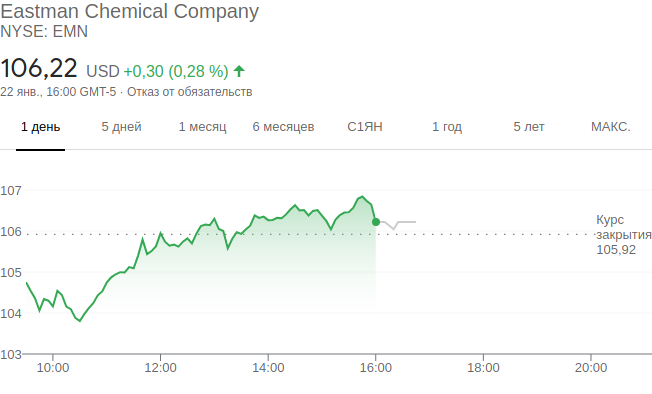 Eastman Chemical Company
NYSE: EMN
106,22 USD +0,30 (0,28 %)
22 янв., 16:00 GMT-5 · Отказ от обязательств
1 день 5 дней 1 месяц 6 месяцев С1ЯН 1 год 5 лет МАКС.
107
Курс
106 закрытия
105,92
105
104
103
10:00 12:00 14:00 16:00 18:00 20:00